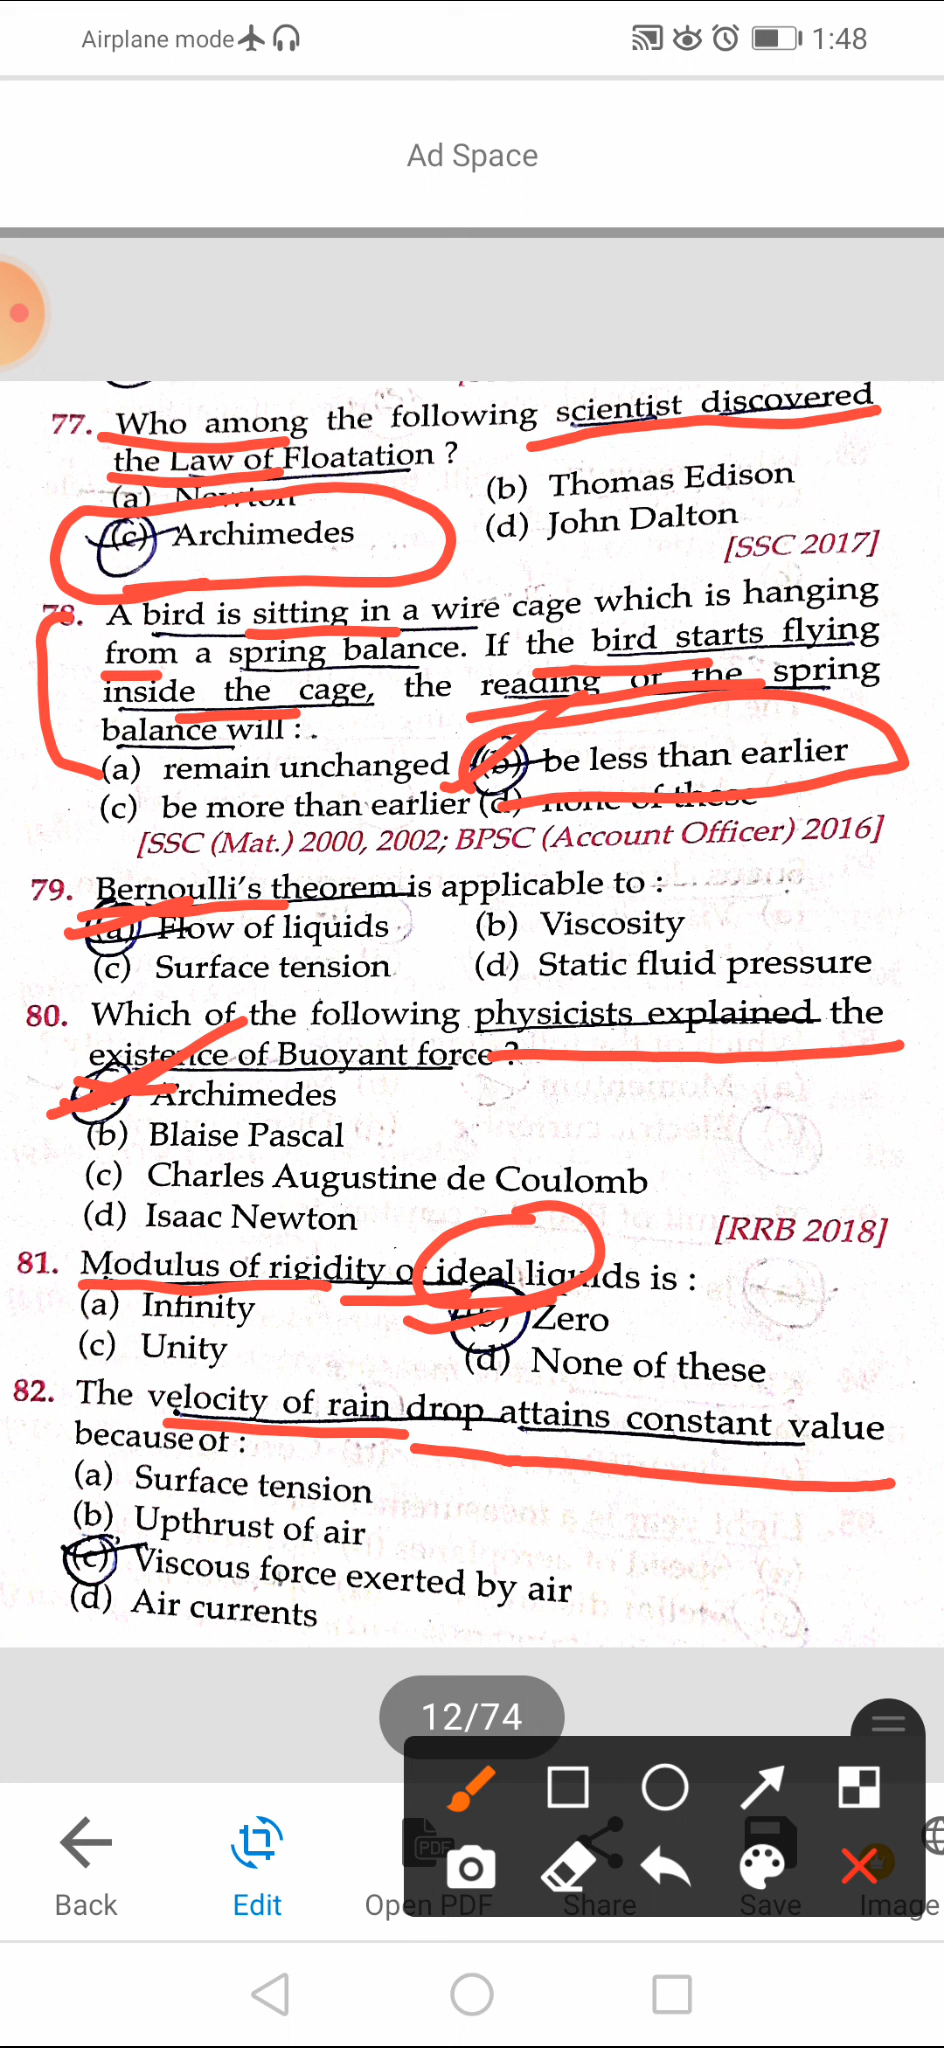 Airplane mode
1:48
Ad Space
77. Who among the following scientist discovered
the Law of Floatation ?
(a) Newton (b) Thomas Edison
(c) Archimedes (d) John Dalton
[SSC 2017]
78. A bird is sitting in a wire cage which is hanging
from a spring balance. If the bird starts flying
inside the cage, the reading of the spring
balance will :
(a) remain unchanged (b) be less than earlier
(c) be more than earlier (d) none of these
[SSC (Mat.) 2000, 2002; BPSC (Account Officer) 2016]
79. Bernoulli's theorem is applicable to :
(a) Flow of liquids (b) Viscosity
(c) Surface tension (d) Static fluid pressure
80. Which of the following physicists explained the
existence of Buoyant force ?
Archimedes
(b) Blaise Pascal
(c) Charles Augustine de Coulomb
(d) Isaac Newton [RRB 2018]
81. Modulus of rigidity of ideal liquids is :
(a) Infinity (b) Zero
(c) Unity (d) None of these
82. The velocity of rain drop attains constant value
because of :
(a) Surface tension
(b) Upthrust of air
(c) Viscous force exerted by air
(d) Air currents
12/74
PDF
Back Edit Open PDF Share Save Image